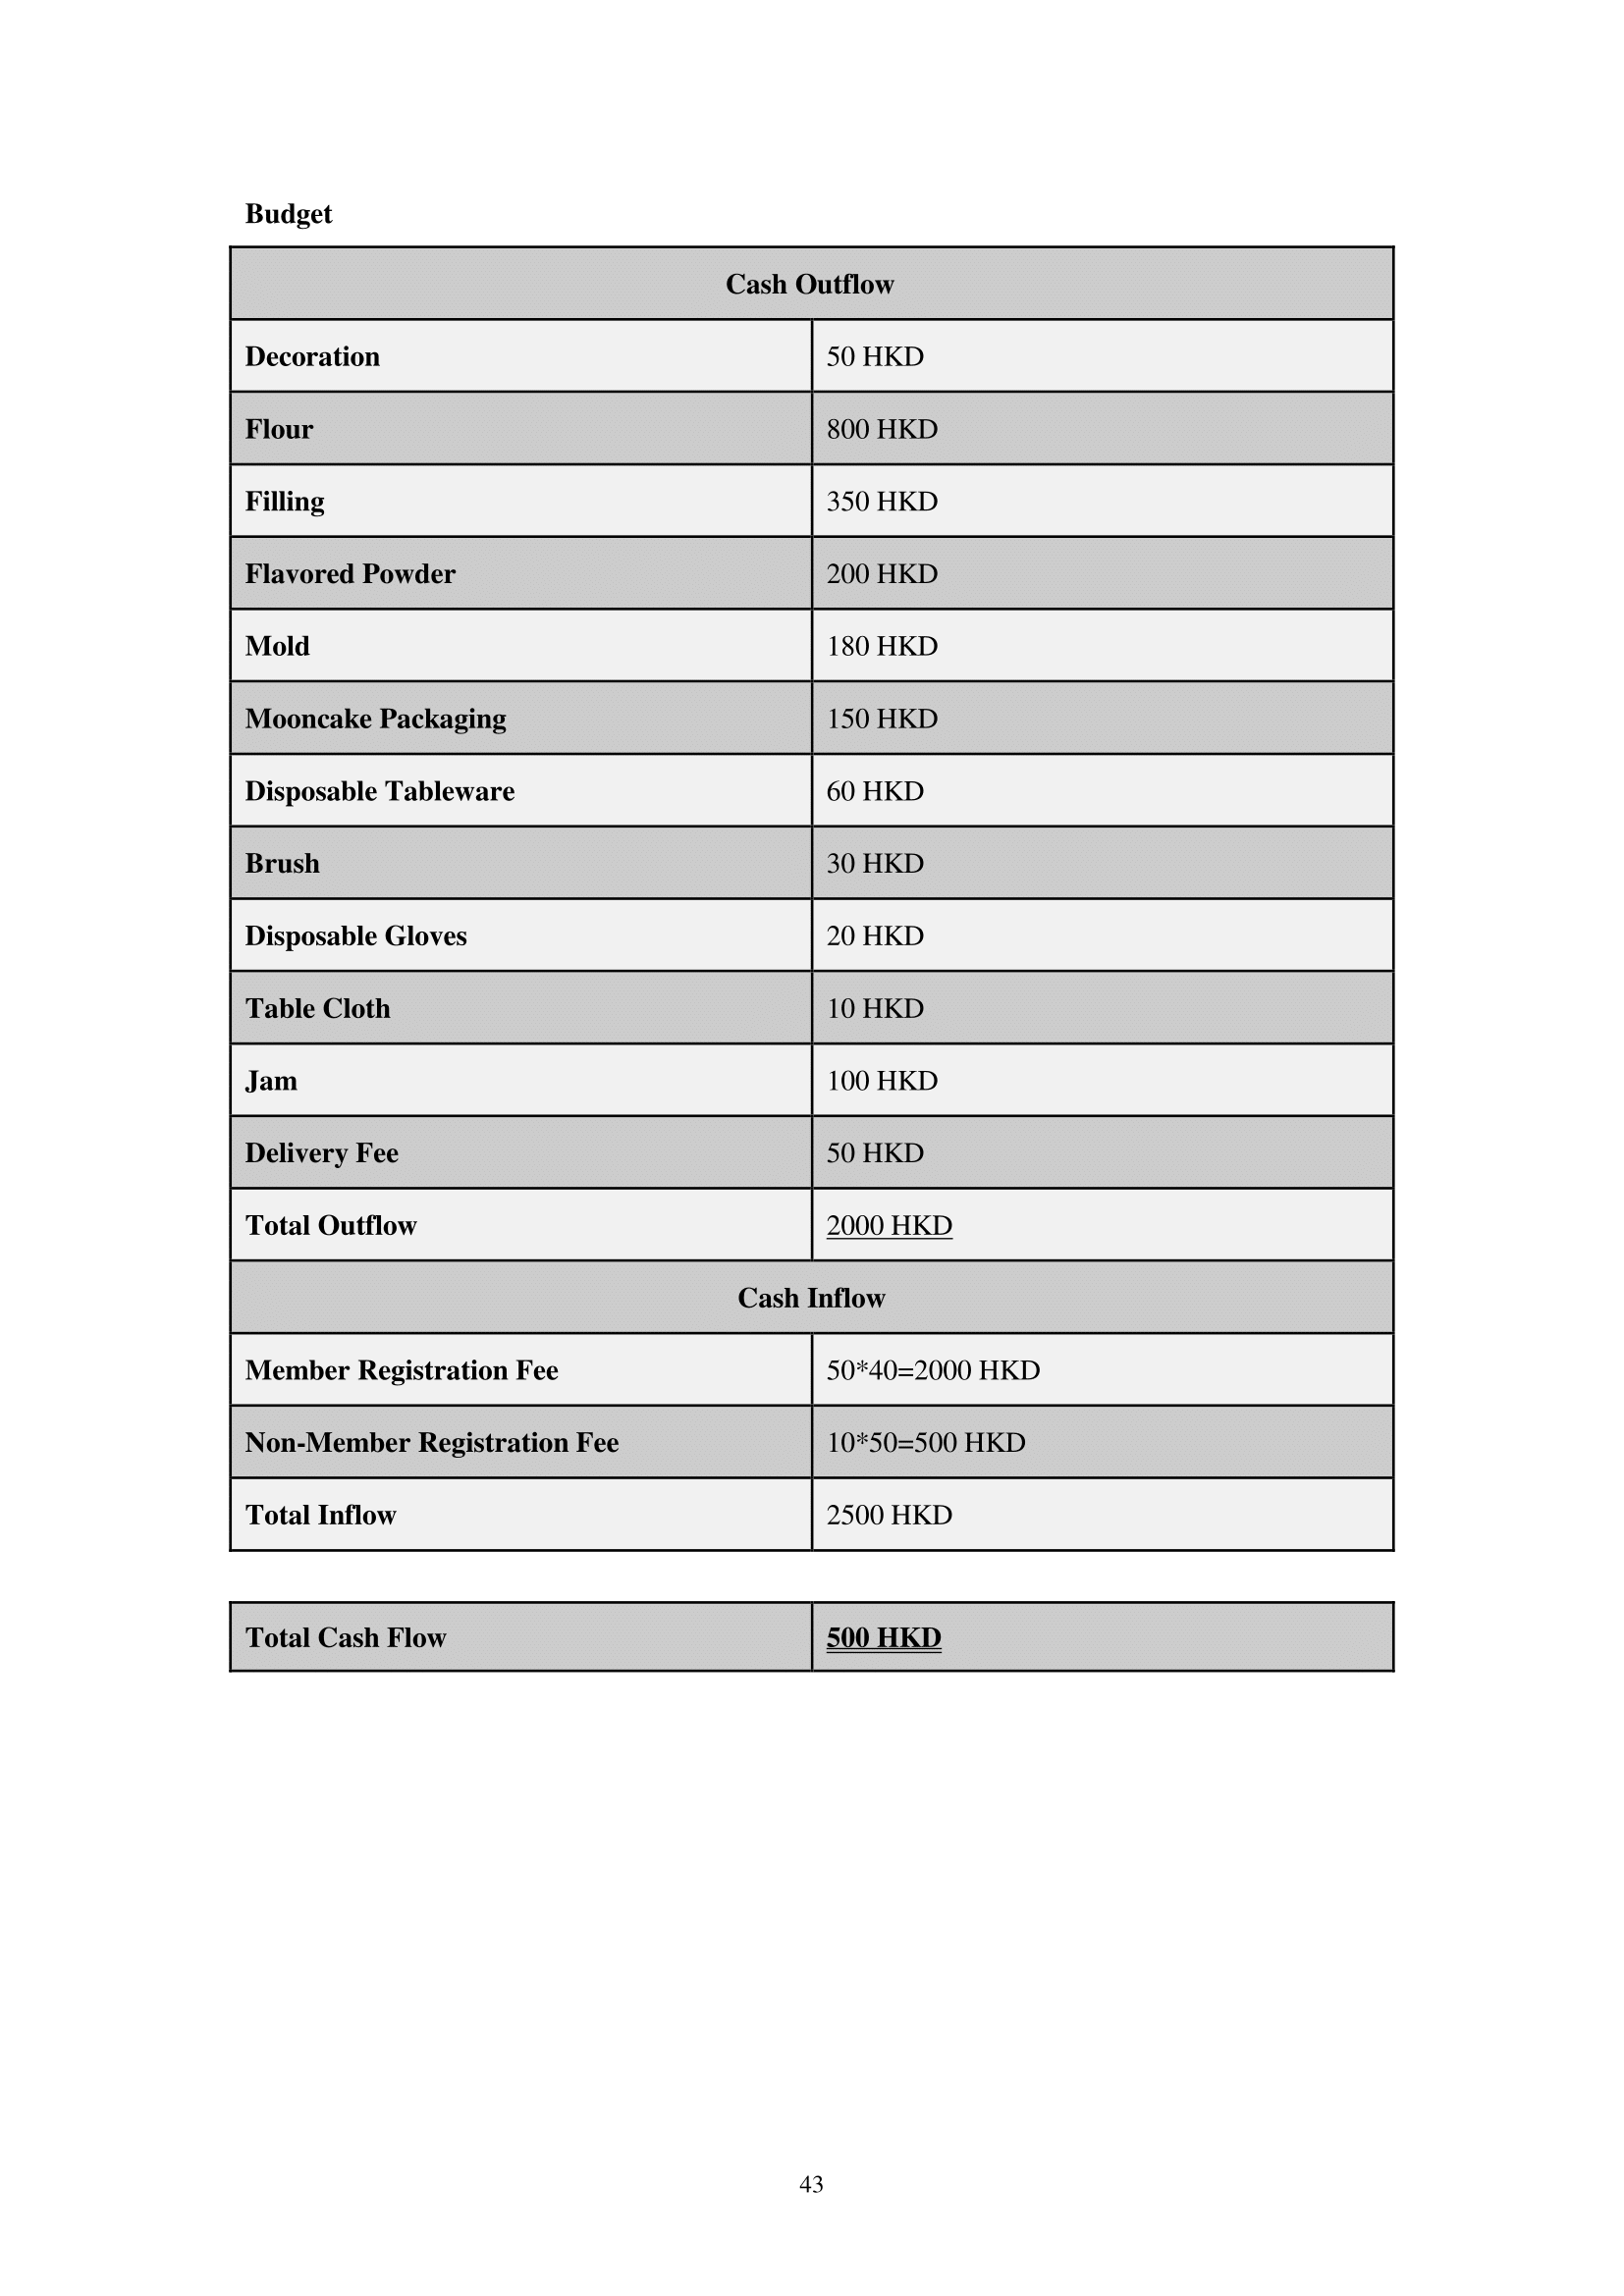 Budget
Cash Outflow
Decoration 50 HKD
Flour 800 HKD
Filling 350 HKD
Flavored Powder 200 HKD
Mold 180 HKD
Mooncake Packaging 150 HKD
Disposable Tableware 60 HKD
Brush 30 HKD
Disposable Gloves 20 HKD
Table Cloth 10 HKD
Jam 100 HKD
Delivery Fee 50 HKD
Total Outflow 2000 HKD
Cash Inflow
Member Registration Fee 50*40=2000 HKD
Non-Member Registration Fee 10*50=500 HKD
Total Inflow 2500 HKD
Total Cash Flow 500 HKD
43